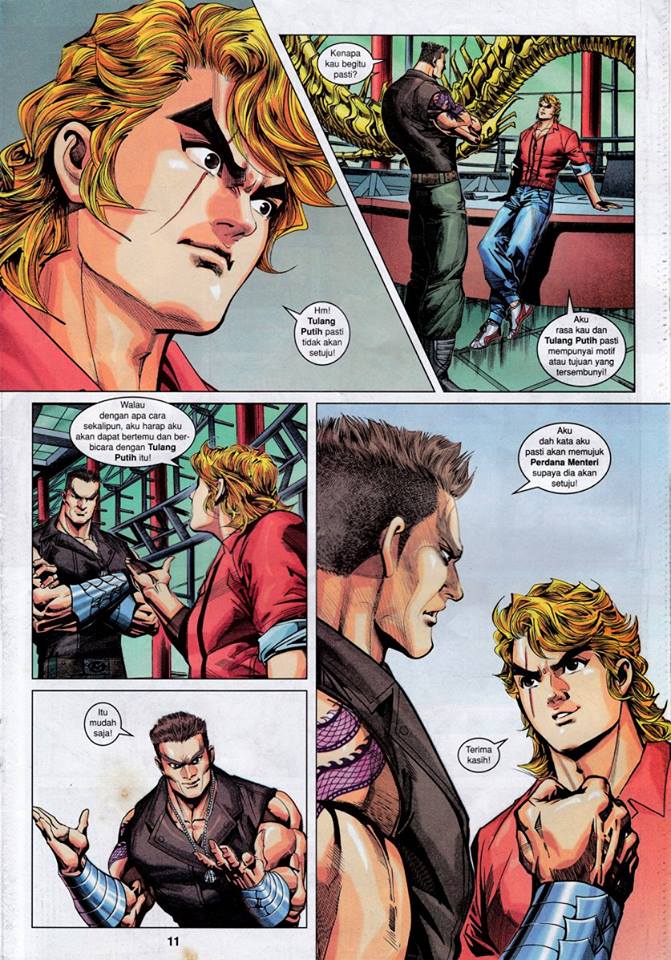 Hm!
Tulang
Putih pasti
tidak akan
setuju!
Kenapa
kau begitu
pasti?
Aku
rasa kau dan
Tulang Putih pasti
mempunyai motif
atau tujuan yang
tersembunyi!
Walau
dengan apa cara
sekalipun, aku harap aku
akan dapat bertemu dan ber-
bicara dengan Tulang
Putih itu!
Itu
mudah
saja!
Aku
dah kata aku
pasti akan memujuk
Perdana Menteri
supaya dia akan
setuju!
Terima
kasih!
11